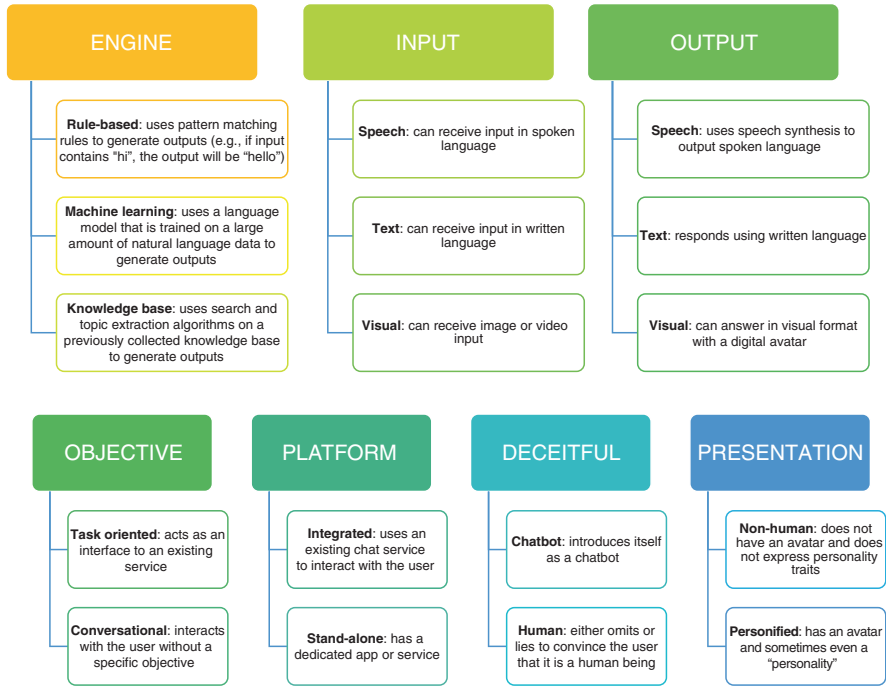 ENGINE
Rule-based: uses pattern matching
rules to generate outputs (e.g., if input
contains “hi”, the output will be “hello”)
Machine learning: uses a language
model that is trained on a large
amount of natural language data to
generate outputs
Knowledge base: uses search and
topic extraction algorithms on a
previously collected knowledge base
to generate outputs
INPUT
Speech: can receive input in spoken
language
Text: can receive input in written
language
Visual: can receive image or video
input
OUTPUT
Speech: uses speech synthesis to
output spoken language
Text: responds using written language
Visual: can answer in visual format
with a digital avatar
OBJECTIVE
Task oriented: acts as an
interface to an existing
service
Conversational: interacts
with the user without a
specific objective
PLATFORM
Integrated: uses an
existing chat service
to interact with the user
Stand-alone: has a
dedicated app or service
DECEITFUL
Chatbot: introduces itself
as a chatbot
Human: either omits or
lies to convince the user
that it is a human being
PRESENTATION
Non-human: does not
have an avatar and does
not express personality
traits
Personified: has an avatar
and sometimes even a
“personality”